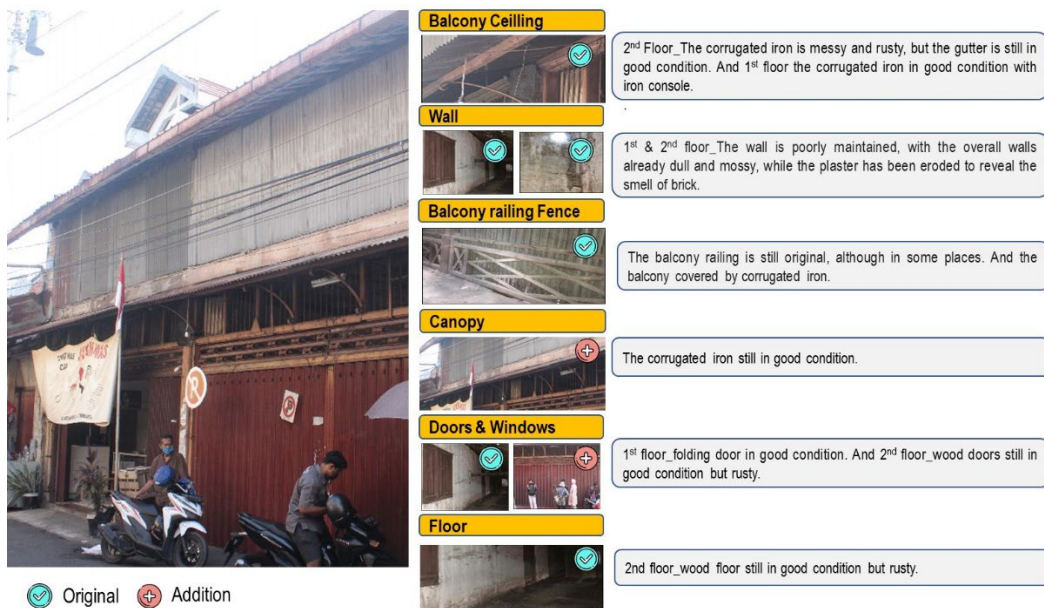 Balcony Ceilling
2nd Floor_The corrugated iron is messy and rusty, but the gutter is still in
good condition. And 1st floor the corrugated iron in good condition with
iron console.
.
Wall
1st & 2nd floor_The wall is poorly maintained, with the overall walls
already dull and mossy, while the plaster has been eroded to reveal the
smell of brick.
Balcony railing Fence
The balcony railing is still original, although in some places. And the
balcony covered by corrugated iron.
Canopy
The corrugated iron still in good condition.
Doors & Windows
1st floor_folding door in good condition. And 2nd floor_wood doors still in
good condition but rusty.
Floor
2nd floor_wood floor still in good condition but rusty.
Original
Addition